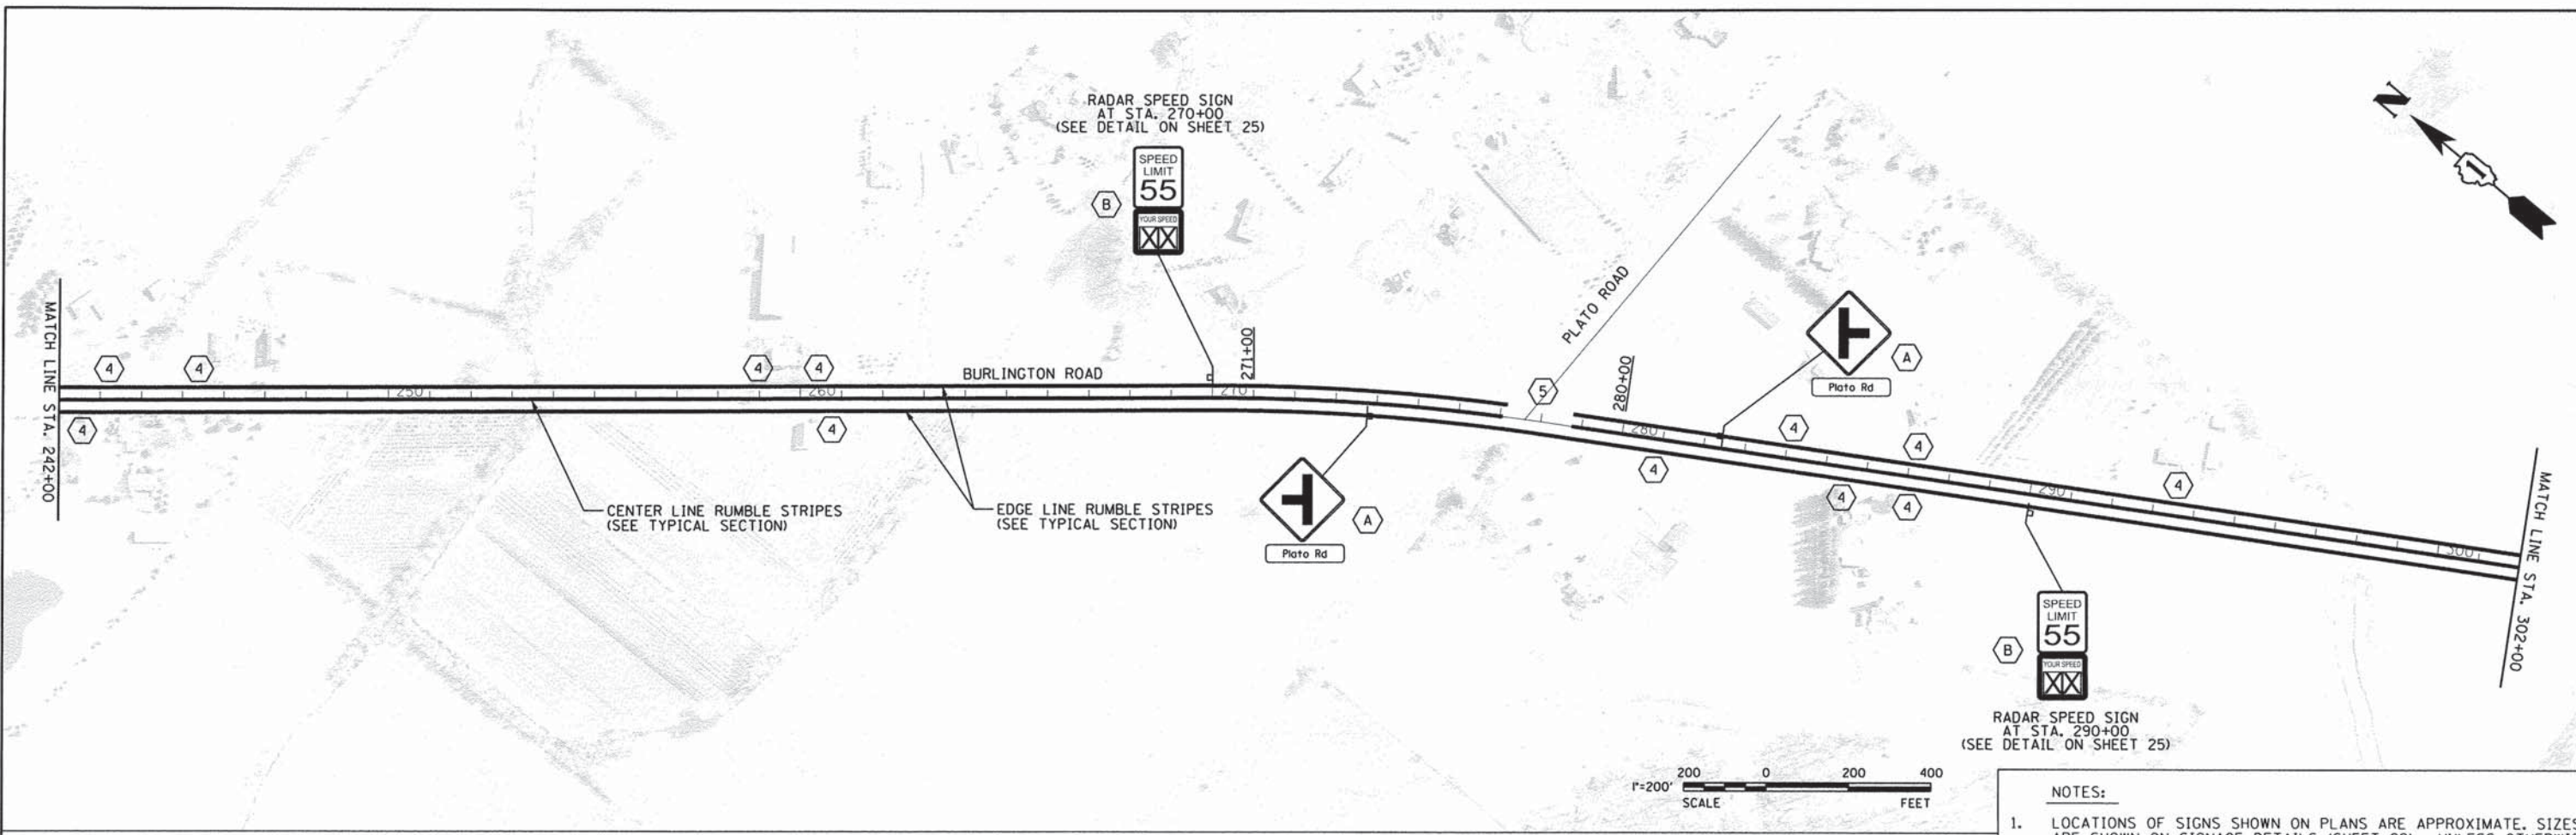 RADAR SPEED SIGN
AT STA. 270+00
(SEE DETAIL ON SHEET 25)
SPEED
LIMIT
55
YOUR SPEED
XX
B
N
1
MATCH LINE STA. 242+00
4
4
4
4
4
4
250
260
270
BURLINGTON ROAD
271+00
PLATO ROAD
5
280+00
280
A
Plato Rd
4
4
4
4
4
4
290
300
MATCH LINE STA. 302+00
CENTER LINE RUMBLE STRIPES
(SEE TYPICAL SECTION)
EDGE LINE RUMBLE STRIPES
(SEE TYPICAL SECTION)
A
Plato Rd
SPEED
LIMIT
55
YOUR SPEED
XX
B
RADAR SPEED SIGN
AT STA. 290+00
(SEE DETAIL ON SHEET 25)
1"=200'
200 0 200 400
SCALE FEET
NOTES:
1. LOCATIONS OF SIGNS SHOWN ON PLANS ARE APPROXIMATE. SIZES